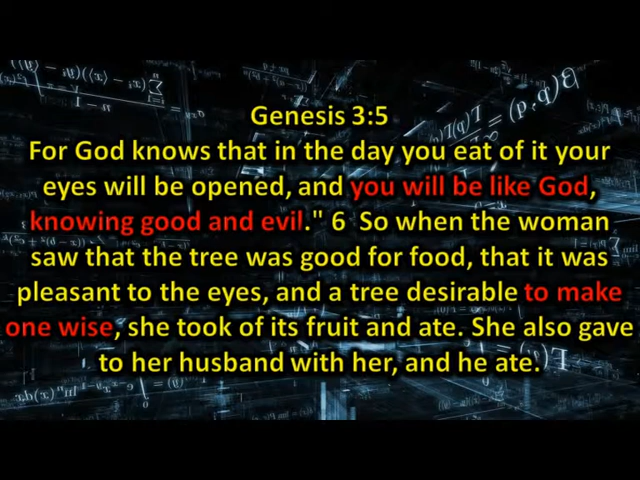 Genesis 3:5
For God knows that in the day you eat of it your
eyes will be opened, and you will be like God,
knowing good and evil." 6 So when the woman
saw that the tree was good for food, that it was
pleasant to the eyes, and a tree desirable to make
one wise, she took of its fruit and ate. She also gave
to her husband with her, and he ate.